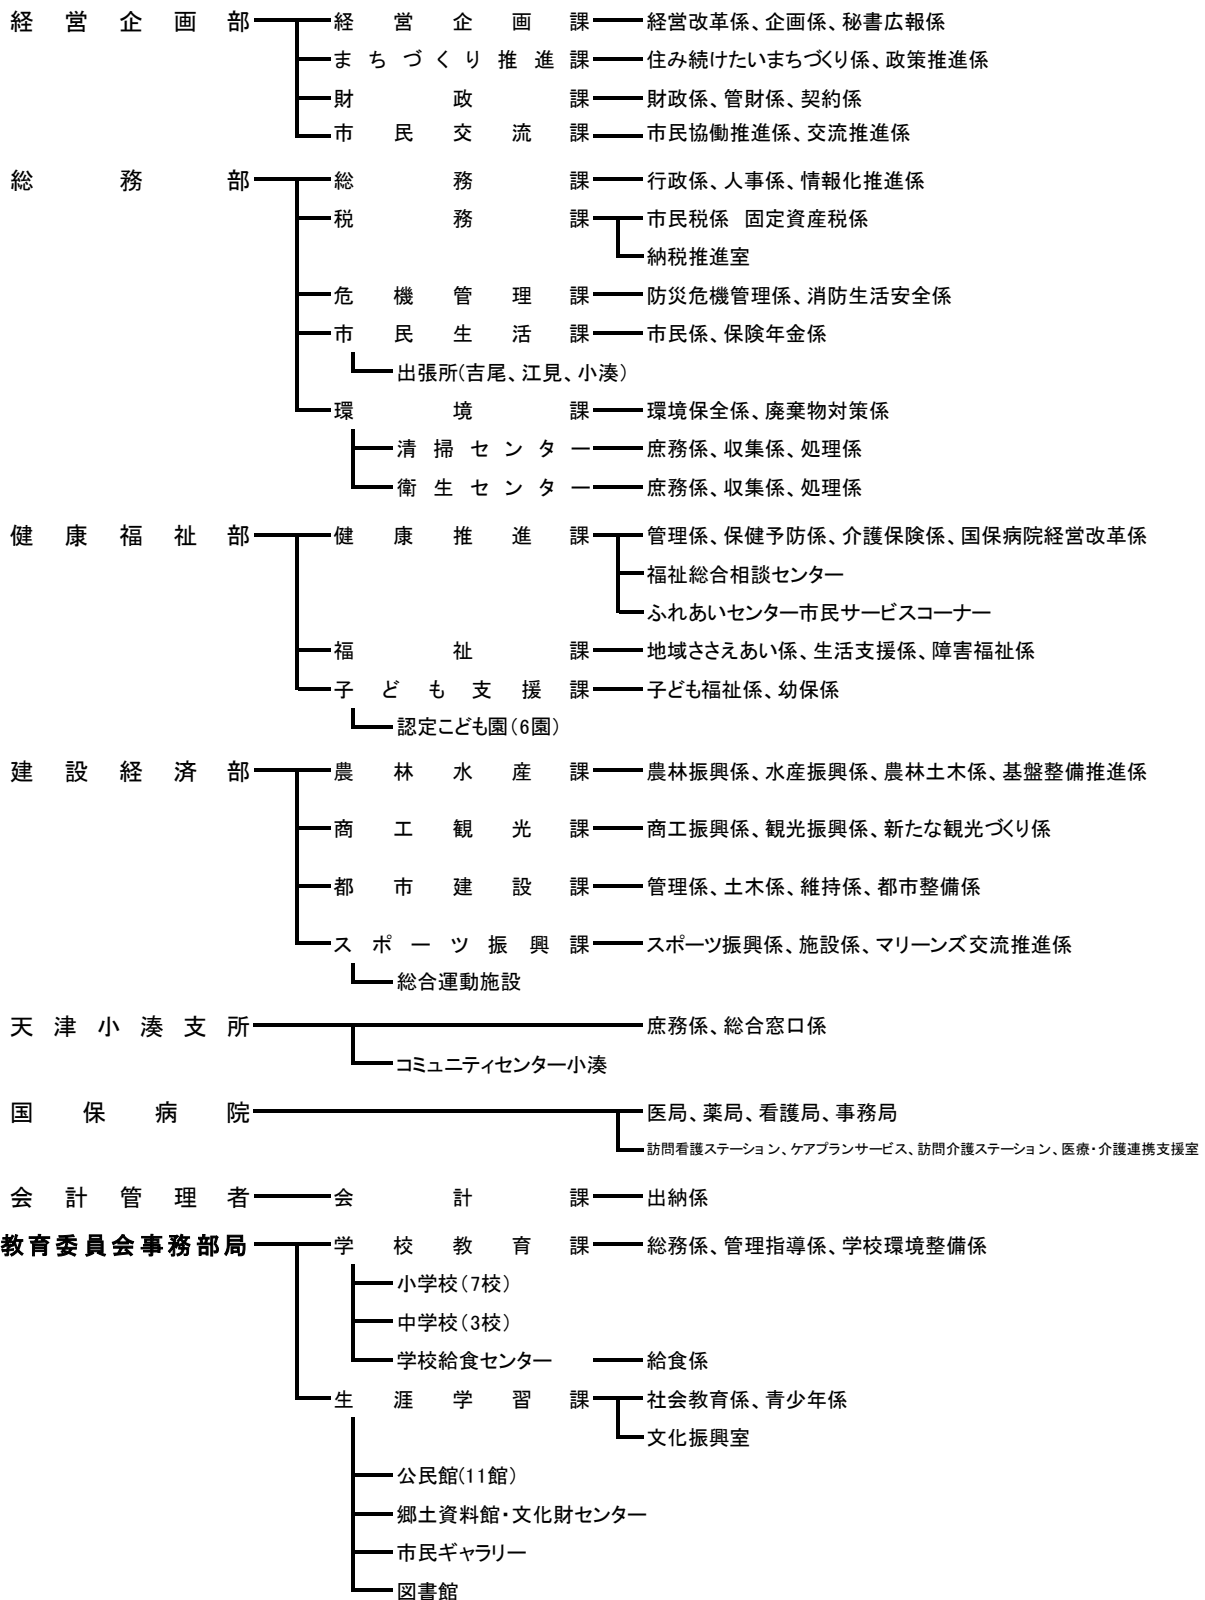 経営企画部 経営企画課 経営改革係、企画係、秘書広報係
まちづくり推進課 住み続けたいまちづくり係、政策推進係
財政課 財政係、管財係、契約係
市民交流課 市民協働推進係、交流推進係
総務部 総務課 行政係、人事係、情報化推進係
税務課 市民税係 固定資産税係
納税推進室
危機管理課 防災危機管理係、消防生活安全係
市民生活課 市民係、保険年金係
出張所(吉尾、江見、小湊)
環境課 環境保全係、廃棄物対策係
清掃センター 庶務係、収集係、処理係
衛生センター 庶務係、収集係、処理係
健康福祉部 健康推進課 管理係、保健予防係、介護保険係、国保病院経営改革係
福祉総合相談センター
ふれあいセンター市民サービスコーナー
福祉課 地域ささえあい係、生活支援係、障害福祉係
子ども支援課 子ども福祉係、幼保係
認定こども園(6園)
建設経済部 農林水産課 農林振興係、水産振興係、農林土木係、基盤整備推進係
商工観光課 商工振興係、観光振興係、新たな観光づくり係
都市建設課 管理係、土木係、維持係、都市整備係
スポーツ振興課 スポーツ振興係、施設係、マリーンズ交流推進係
総合運動施設
天津小湊支所 庶務係、総合窓口係
コミュニティセンター小湊
国保病院 医局、薬局、看護局、事務局
訪問看護ステーション、ケアプランサービス、訪問介護ステーション、医療・介護連携支援室
会計管理者 会計課 出納係
教育委員会事務部局 学校教育課 総務係、管理指導係、学校環境整備係
小学校(7校)
中学校(3校)
学校給食センター 給食係
生涯学習課 社会教育係、青少年係
文化振興室
公民館(11館)
郷土資料館・文化財センター
市民ギャラリー
図書館